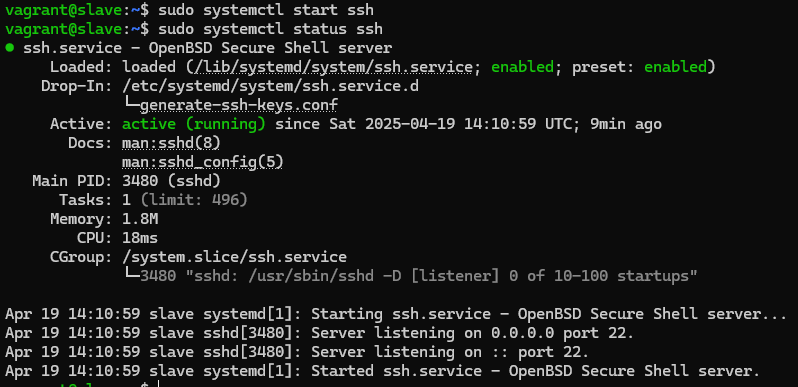 vagrant@slave:~$ sudo systemctl start ssh
vagrant@slave:~$ sudo systemctl status ssh
● ssh.service - OpenBSD Secure Shell server
     Loaded: loaded (/lib/systemd/system/ssh.service; enabled; preset: enabled)
    Drop-In: /etc/systemd/system/ssh.service.d
             └─generate-ssh-keys.conf
     Active: active (running) since Sat 2025-04-19 14:10:59 UTC; 9min ago
       Docs: man:sshd(8)
             man:sshd_config(5)
   Main PID: 3480 (sshd)
      Tasks: 1 (limit: 496)
     Memory: 1.8M
        CPU: 18ms
     CGroup: /system.slice/ssh.service
             └─3480 "sshd: /usr/sbin/sshd -D [listener] 0 of 10-100 startups"

Apr 19 14:10:59 slave systemd[1]: Starting ssh.service - OpenBSD Secure Shell server...
Apr 19 14:10:59 slave sshd[3480]: Server listening on 0.0.0.0 port 22.
Apr 19 14:10:59 slave sshd[3480]: Server listening on :: port 22.
Apr 19 14:10:59 slave systemd[1]: Started ssh.service - OpenBSD Secure Shell server.